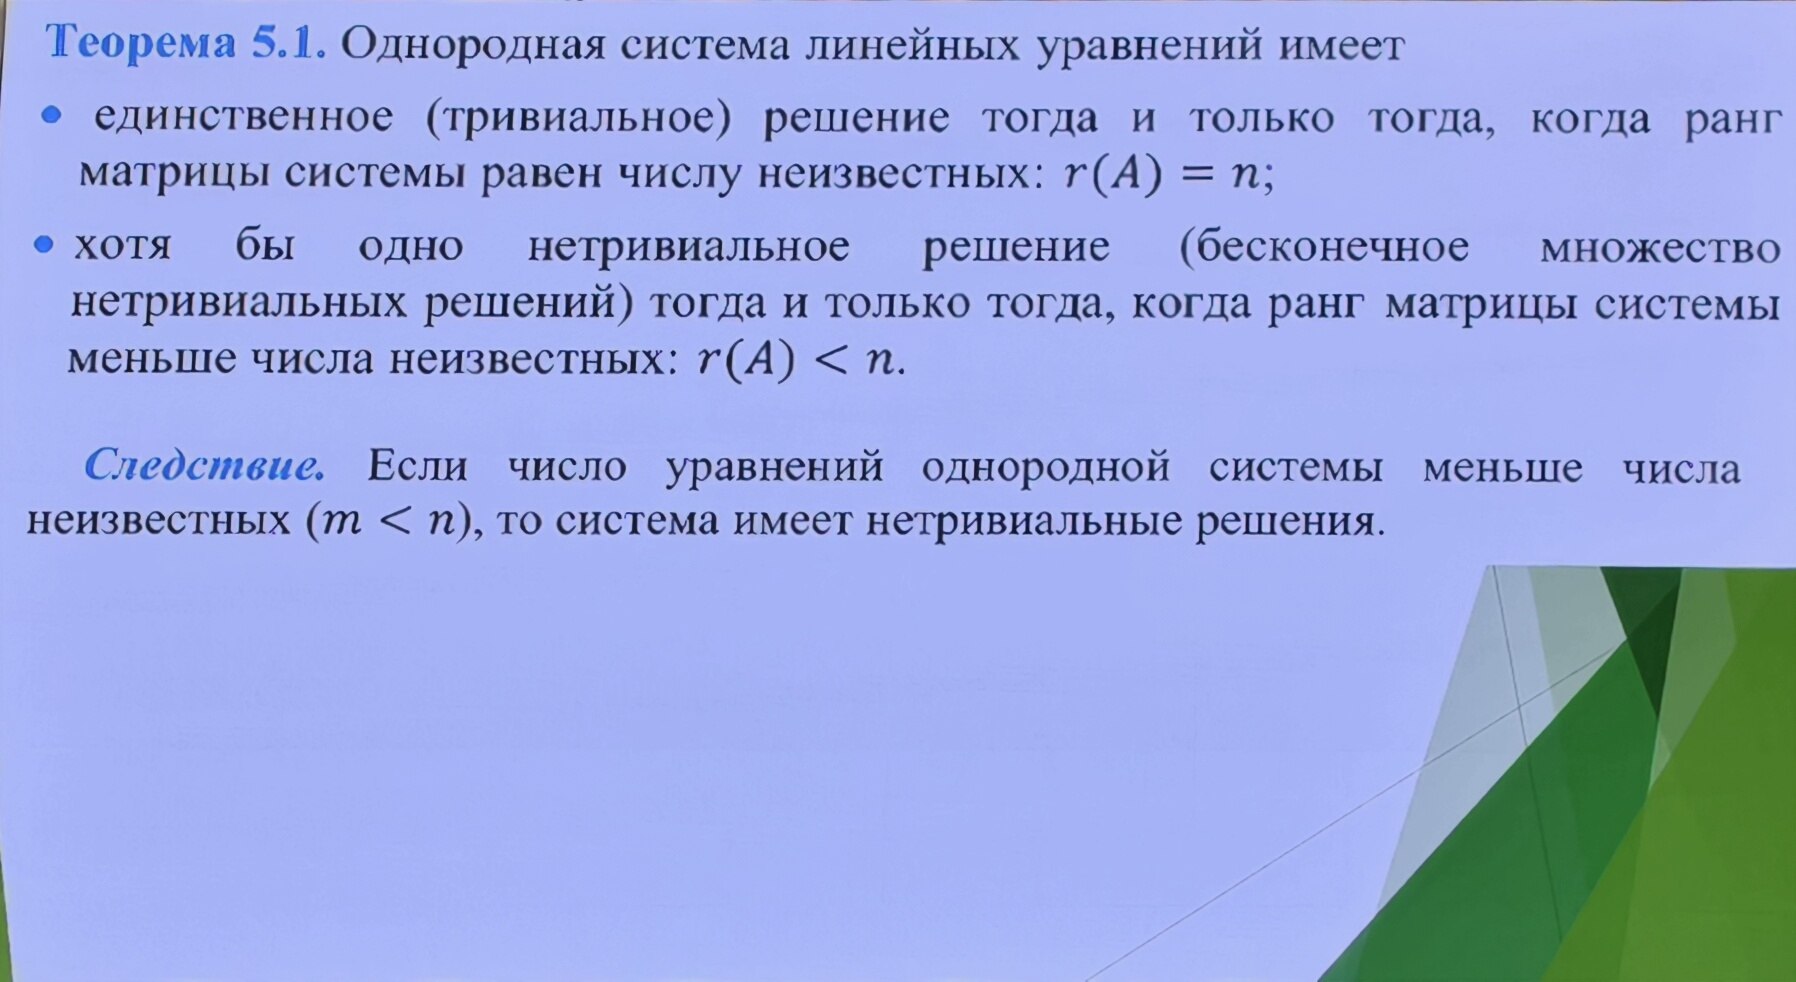 Теорема 5.1. Однородная система линейных уравнений имеет
• единственное (тривиальное) решение тогда и только тогда, когда ранг
матрицы системы равен числу неизвестных: r(A) = n;
• хотя бы одно нетривиальное решение (бесконечное множество
нетривиальных решений) тогда и только тогда, когда ранг матрицы системы
меньше числа неизвестных: r(A) < n.
Следствие. Если число уравнений однородной системы меньше числа
неизвестных (m < n), то система имеет нетривиальные решения.